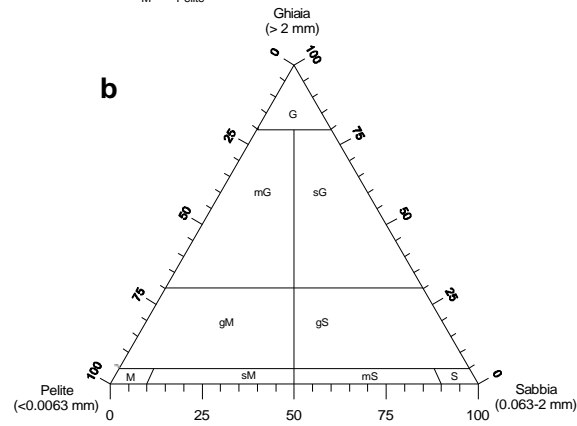 M Pelite
Ghiaia
(> 2 mm)
b
0 100
G
25 75
mG sG
50 50
75 25
gM gS
100 0
M sM mS S
Pelite Sabbia
(<0.0063 mm) (0.063-2 mm)
0 25 50 75 100